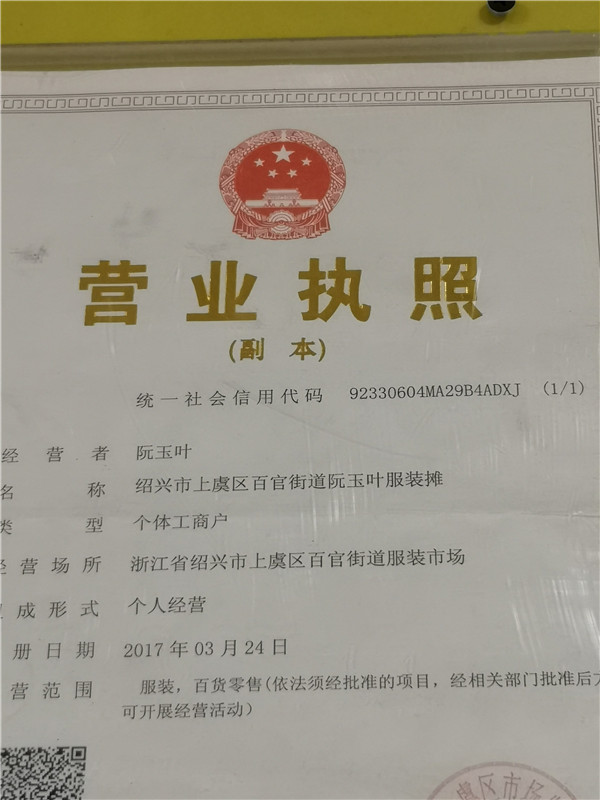 营业执照
(副本)
统一社会信用代码 92330604MA29B4ADXJ (1/1)
经营者 阮玉叶
名称 绍兴市上虞区百官街道阮玉叶服装摊
类型 个体工商户
经营场所 浙江省绍兴市上虞区百官街道服装市场
成形式 个人经营
册日期 2017年03月24日
营范围 服装,百货零售(依法须经批准的项目,经相关部门批准后方
可开展经营活动)
虞区市场